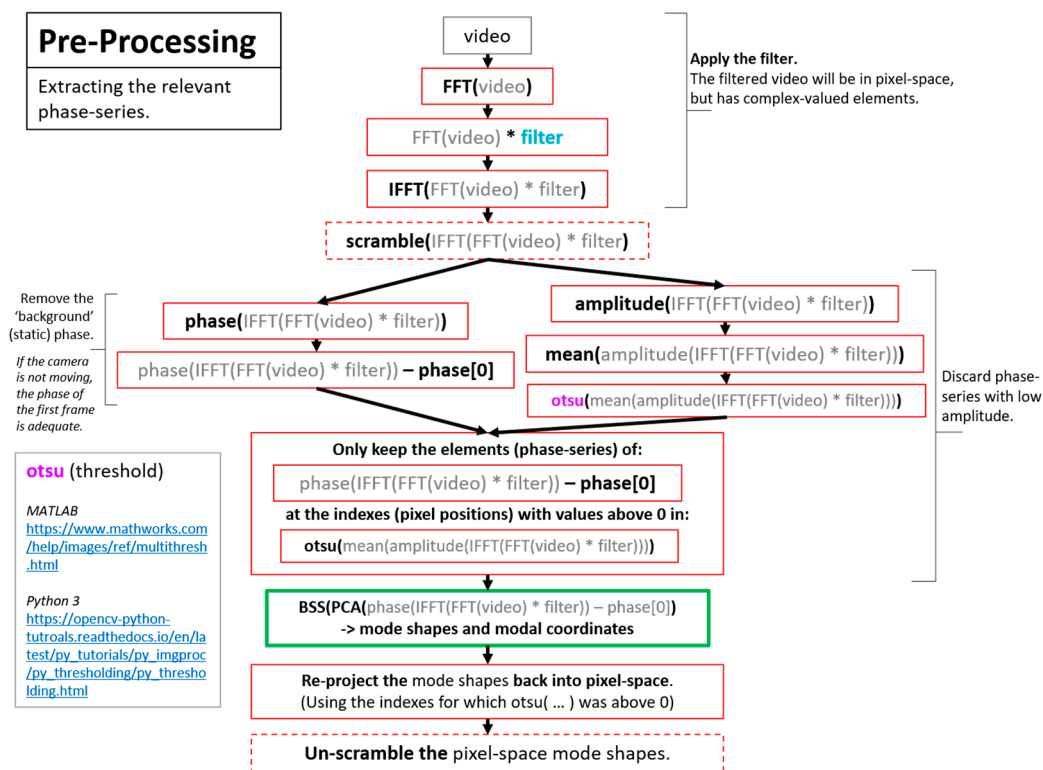 Pre-Processing
Extracting the relevant
phase-series.
video
FFT(video)
FFT(video) * filter
IFFT(FFT(video) * filter)
Apply the filter.
The filtered video will be in pixel-space,
but has complex-valued elements.
scramble(IFFT(FFT(video) * filter)
Remove the
‘background’
(static) phase.
If the camera
is not moving,
the phase of
the first frame
is adequate.
phase(IFFT(FFT(video) * filter))
phase(IFFT(FFT(video) * filter)) – phase[0]
amplitude(IFFT(FFT(video) * filter))
mean(amplitude(IFFT(FFT(video) * filter)))
otsu(mean(amplitude(IFFT(FFT(video) * filter))))
Discard phase-
series with low
amplitude.
Only keep the elements (phase-series) of:
phase(IFFT(FFT(video) * filter)) – phase[0]
at the indexes (pixel positions) with values above 0 in:
otsu(mean(amplitude(IFFT(FFT(video) * filter))))
otsu (threshold)
MATLAB
https://www.mathworks.com
/help/images/ref/multithresh
.html
Python 3
https://opencv-python-
tutroals.readthedocs.io/en/la
test/py_tutorials/py_imgproc
/py_thresholding/py_thresho
lding.html
BSS(PCA(phase(IFFT(FFT(video) * filter)) – phase[0])
-> mode shapes and modal coordinates
Re-project the mode shapes back into pixel-space.
(Using the indexes for which otsu( ... ) was above 0)
Un-scramble the pixel-space mode shapes.